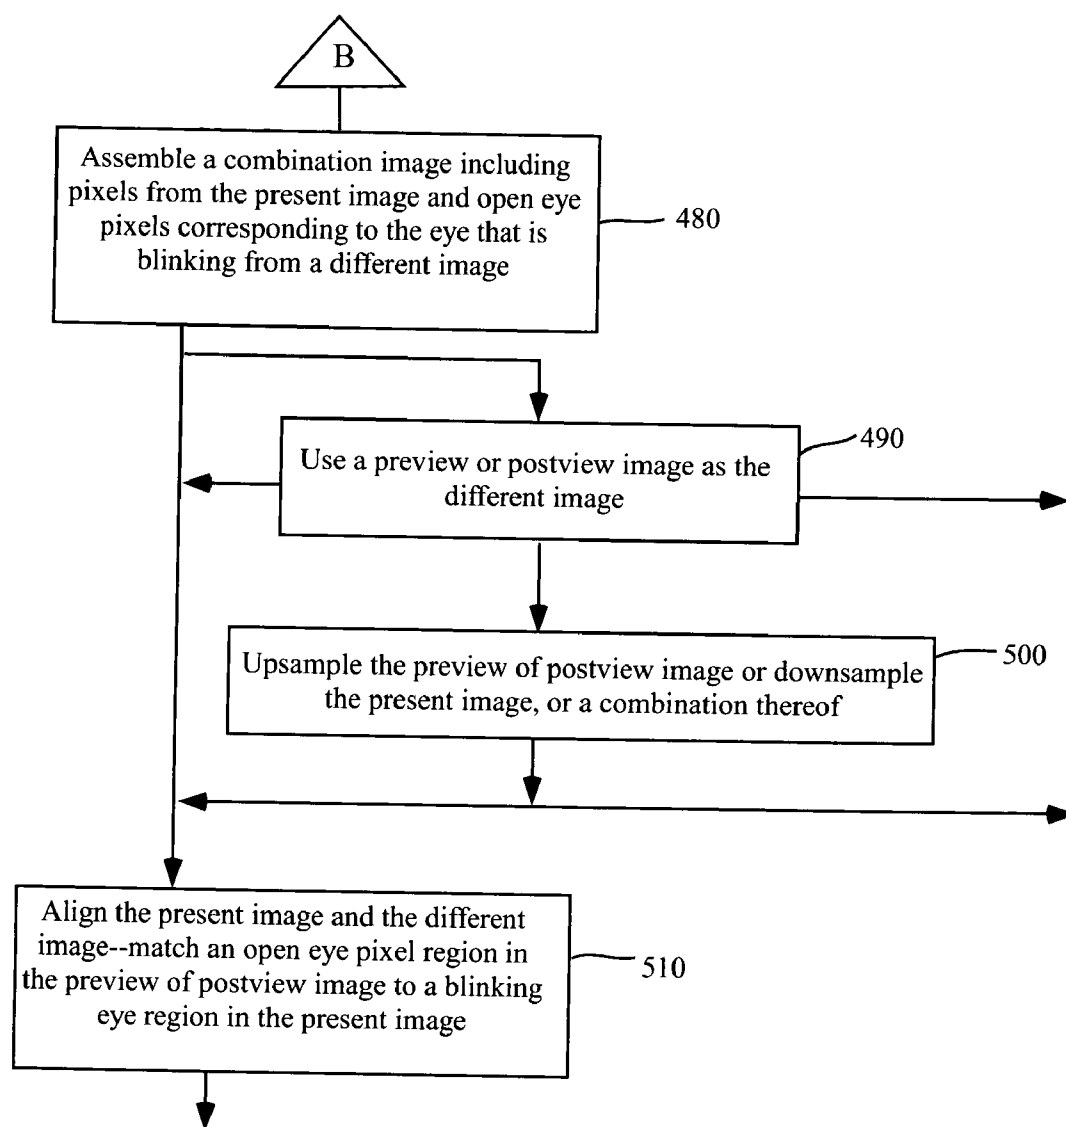 B
Assemble a combination image including
pixels from the present image and open eye
pixels corresponding to the eye that is
blinking from a different image
480
490
Use a preview or postview image as the
different image
500
Upsample the preview of postview image or downsample
the present image, or a combination thereof
Align the present image and the different
image--match an open eye pixel region in
the preview of postview image to a blinking
eye region in the present image
510